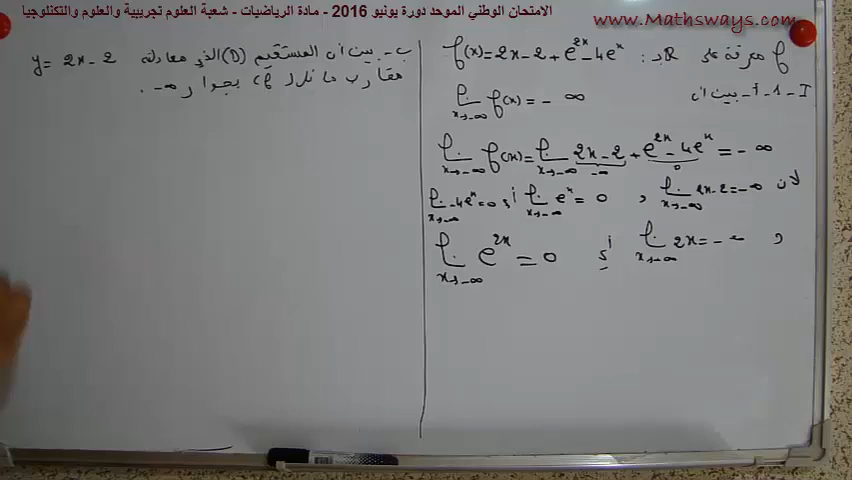 الامتحان الوطني الموحد دورة يونيو 2016 - مادة الرياضيات - شعبة العلوم تجريبية والعلوم والتكنلوجيا
www.Mathsways.com
f معرفة على ℝ بـ : f(x) = 2x - 2 + e^{2x} - 4e^x
I - 1 - أ - بين أن
lim_{x→-∞} f(x) = -∞
lim_{x→-∞} f(x) = lim_{x→-∞} 2x - 2 + e^{2x} - 4e^x = -∞
-∞ 0
لأن lim_{x→-∞} 2x - 2 = -∞ و lim_{x→-∞} e^x = 0 أي lim_{x→-∞} -4e^x = 0
و lim_{x→-∞} 2x = -∞ أي lim_{x→-∞} e^{2x} = 0
ب - بين أن المستقيم (D) الذي معادلته y = 2x - 2
مقارب مائل لـ بجوار -∞ .